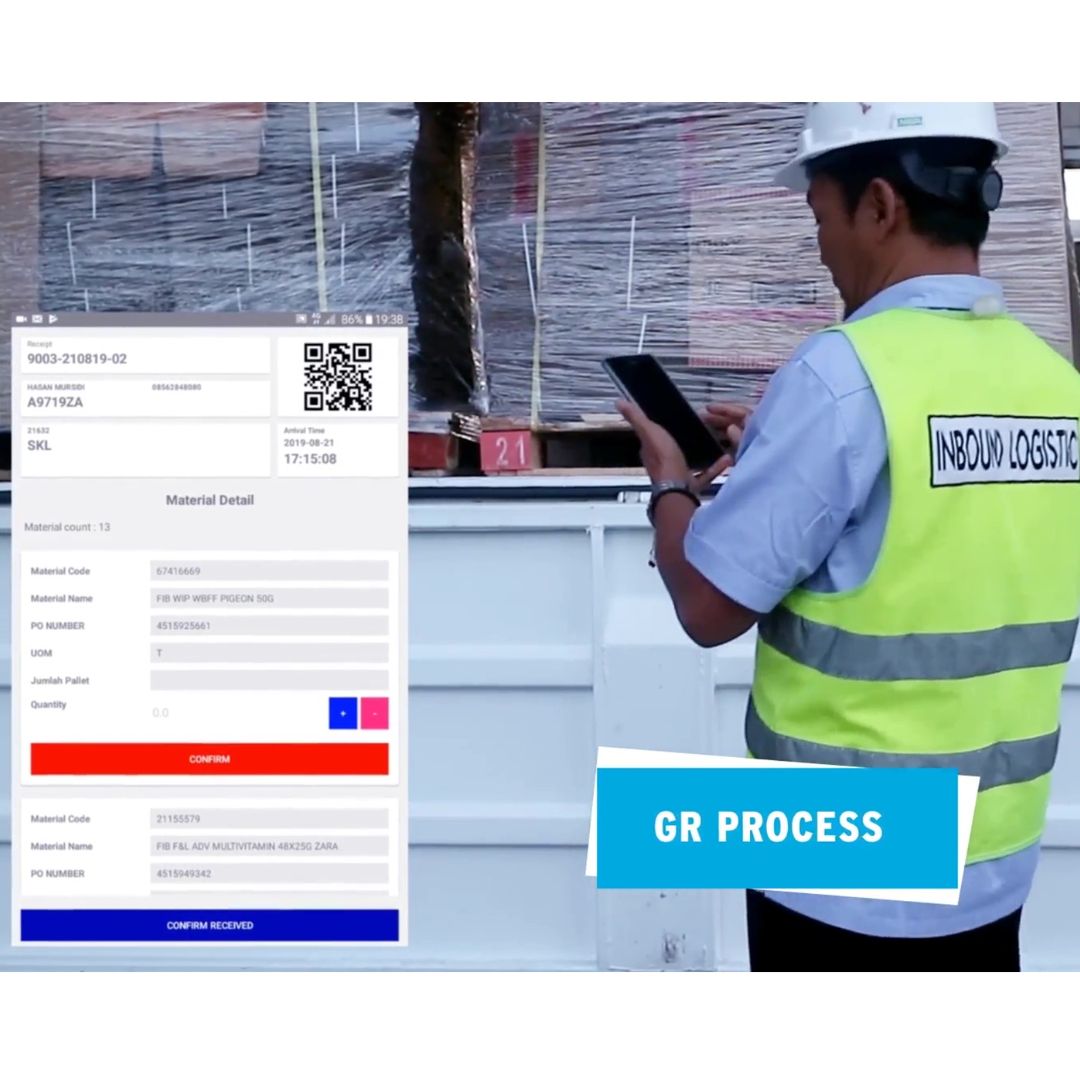 86% 19:38
Receipt
9003-210819-02
HASAN MURSIDI 08562848080
A9719ZA
21632
SKL
Arrival Time
2019-08-21
17:15:08
Material Detail
Material count : 13
Material Code 67416669
Material Name FIB WIP WBFF PIGEON 50G
PO NUMBER 4515925661
UOM T
Jumlah Pallet
Quantity 0.0 + -
CONFIRM
Material Code 21155579
Material Name FIB F&L ADV MULTIVITAMIN 48X25G ZARA
PO NUMBER 4515949342
CONFIRM RECEIVED
21
INBOUND LOGISTIC
GR PROCESS